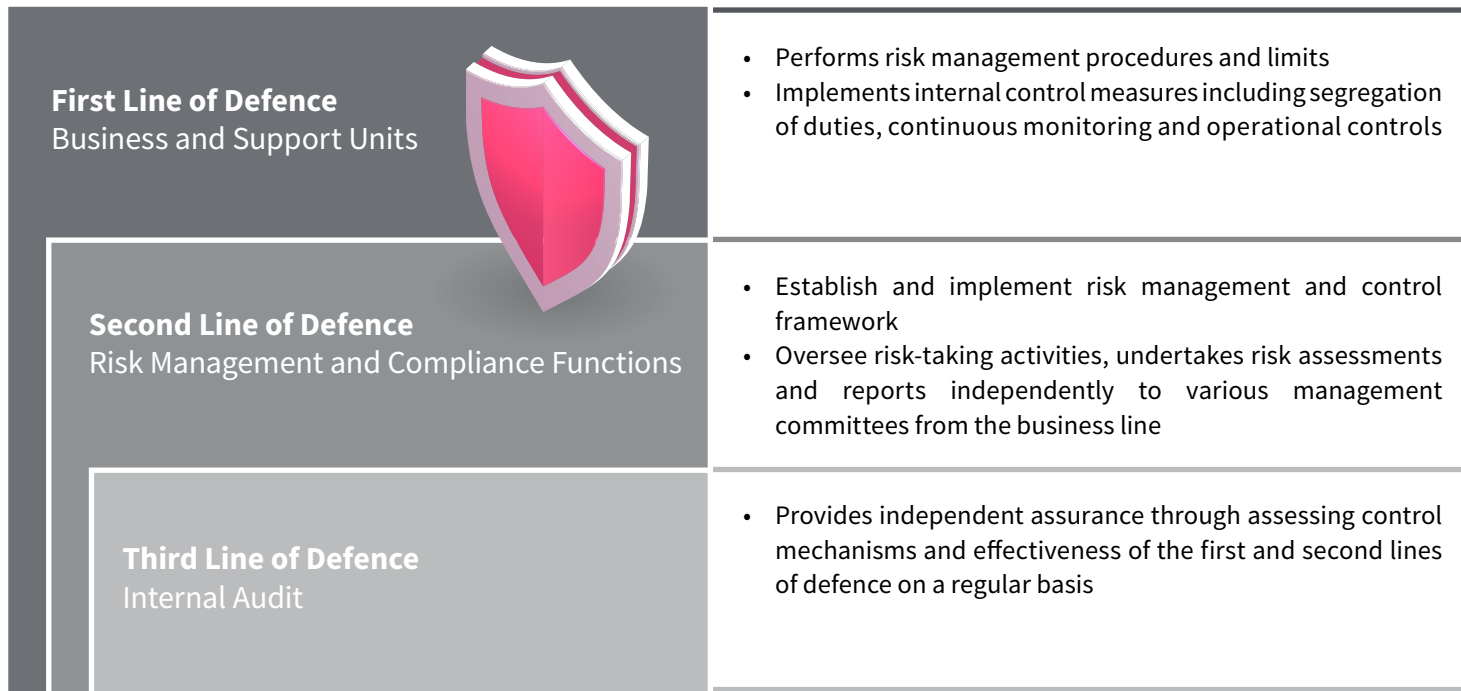 First Line of Defence
Business and Support Units
• Performs risk management procedures and limits
• Implements internal control measures including segregation
of duties, continuous monitoring and operational controls
Second Line of Defence
Risk Management and Compliance Functions
• Establish and implement risk management and control
framework
• Oversee risk-taking activities, undertakes risk assessments
and reports independently to various management
committees from the business line
Third Line of Defence
Internal Audit
• Provides independent assurance through assessing control
mechanisms and effectiveness of the first and second lines
of defence on a regular basis